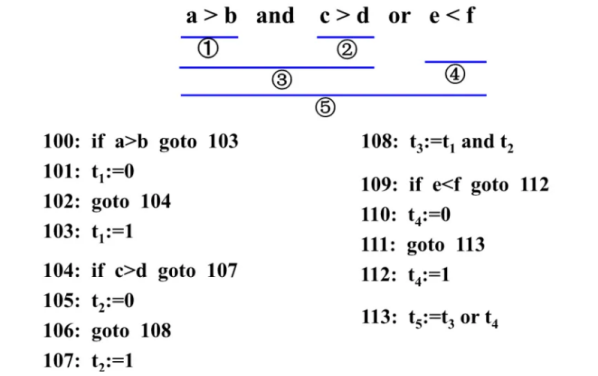 a > b and c > d or e < f
① ②
③ ④
⑤
100: if a>b goto 103
101: t₁:=0
102: goto 104
103: t₁:=1
104: if c>d goto 107
105: t₂:=0
106: goto 108
107: t₂:=1
108: t₃:=t₁ and t₂
109: if e<f goto 112
110: t₄:=0
111: goto 113
112: t₄:=1
113: t₅:=t₃ or t₄